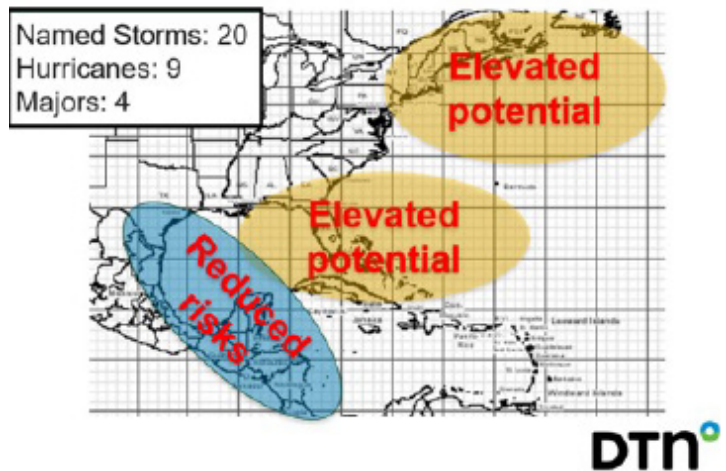 Named Storms: 20
Hurricanes: 9
Majors: 4
Elevated
potential
Elevated
potential
Reduced
risks
Bermuda
Jamaica
Puerto
Rico
Leeward Islands
Windward Islands
DTN